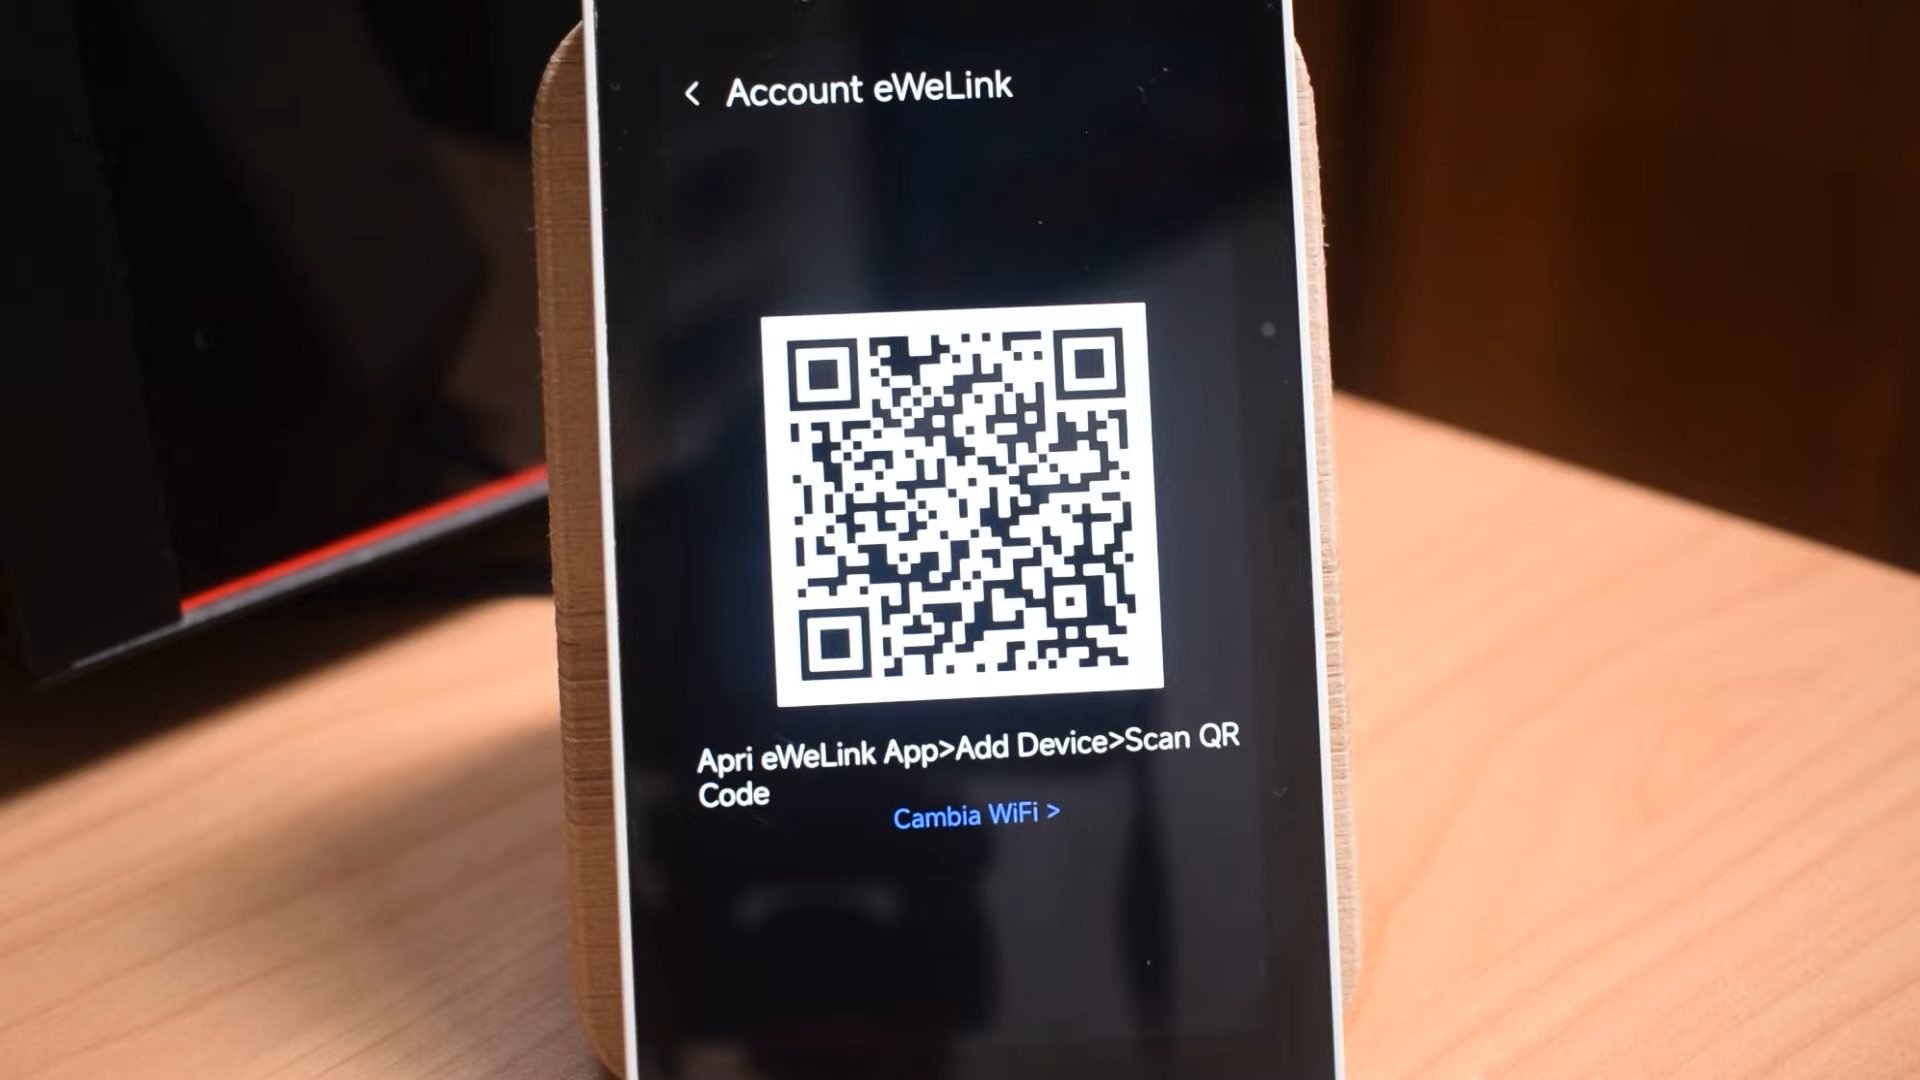 < Account eWeLink
Apri eWeLink App>Add Device>Scan QR
Code
Cambia WiFi >